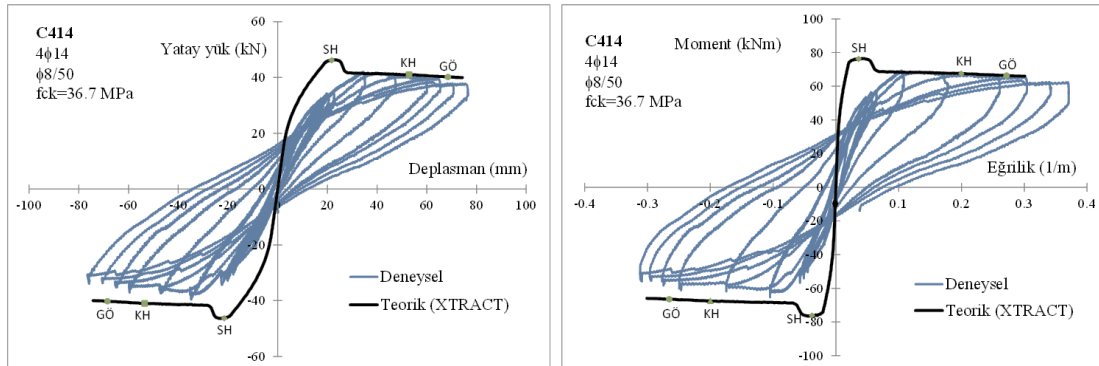 C414
4ϕ14
ϕ8/50
fck=36.7 MPa
Yatay yük (kN)
60
40
20
0
-20
-40
-60
-100
-80
-60
-40
-20
0
20
40
60
80
100
Deplasman (mm)
SH
KH
GÖ
GÖ
KH
SH
Deneysel
Teorik (XTRACT)
C414
4ϕ14
ϕ8/50
fck=36.7 MPa
Moment (kNm)
100
80
60
40
20
0
-20
-40
-60
-80
-100
-0.4
-0.3
-0.2
-0.1
0
0.1
0.2
0.3
0.4
Eğrilik (1/m)
SH
KH
GÖ
GÖ
KH
SH
Deneysel
Teorik (XTRACT)